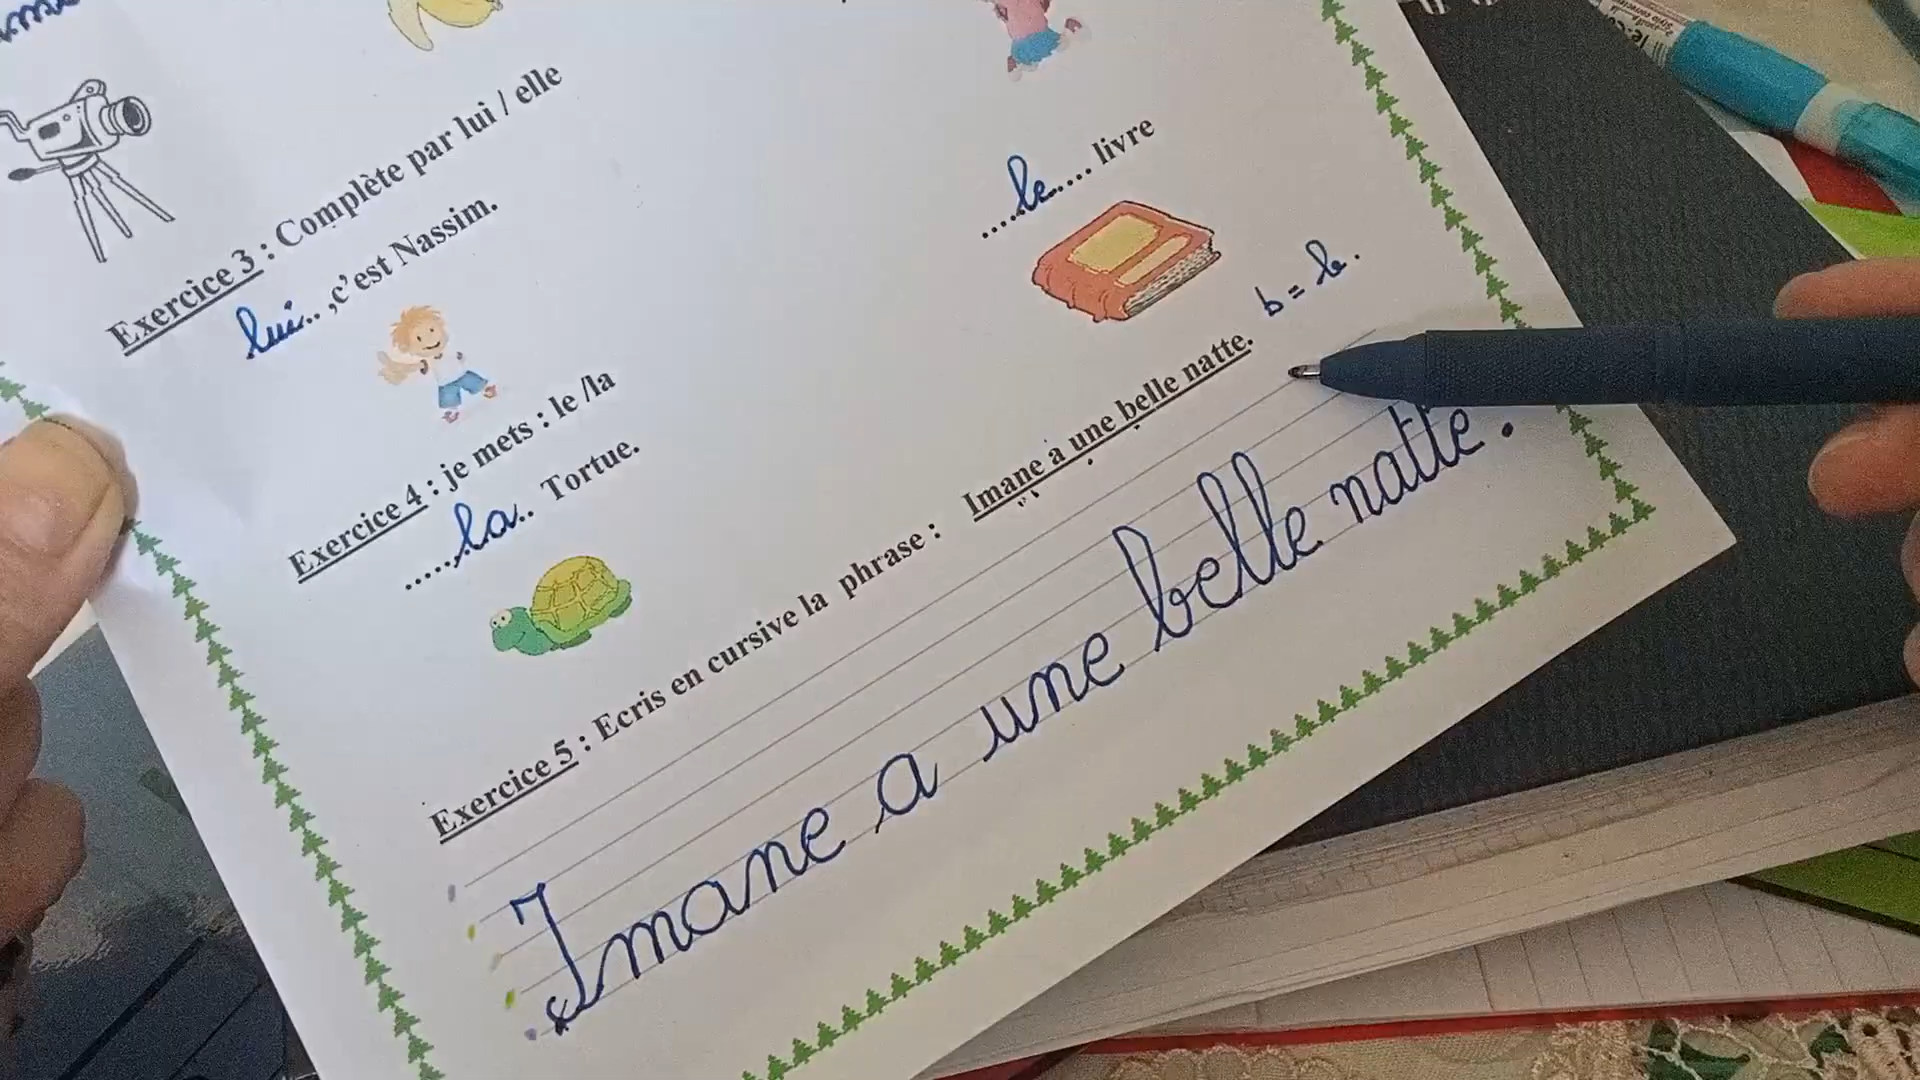 Exercice 3 : Complète par lui / elle
lui.. ,c'est Nassim.
.....le..... livre
Exercice 4 : je mets : le /la
.....la.. Tortue.
b = b.
Exercice 5 : Ecris en cursive la phrase : Imane a une belle natte.
Imane a une belle natte.